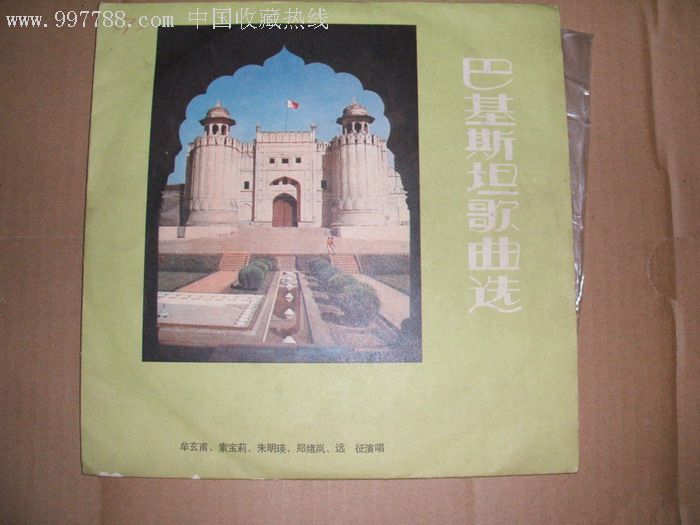 www.997788.com 中国收藏热线
巴基斯坦歌曲选
牟玄甫、索宝莉、朱明瑛、郑绪岚、远 征演唱